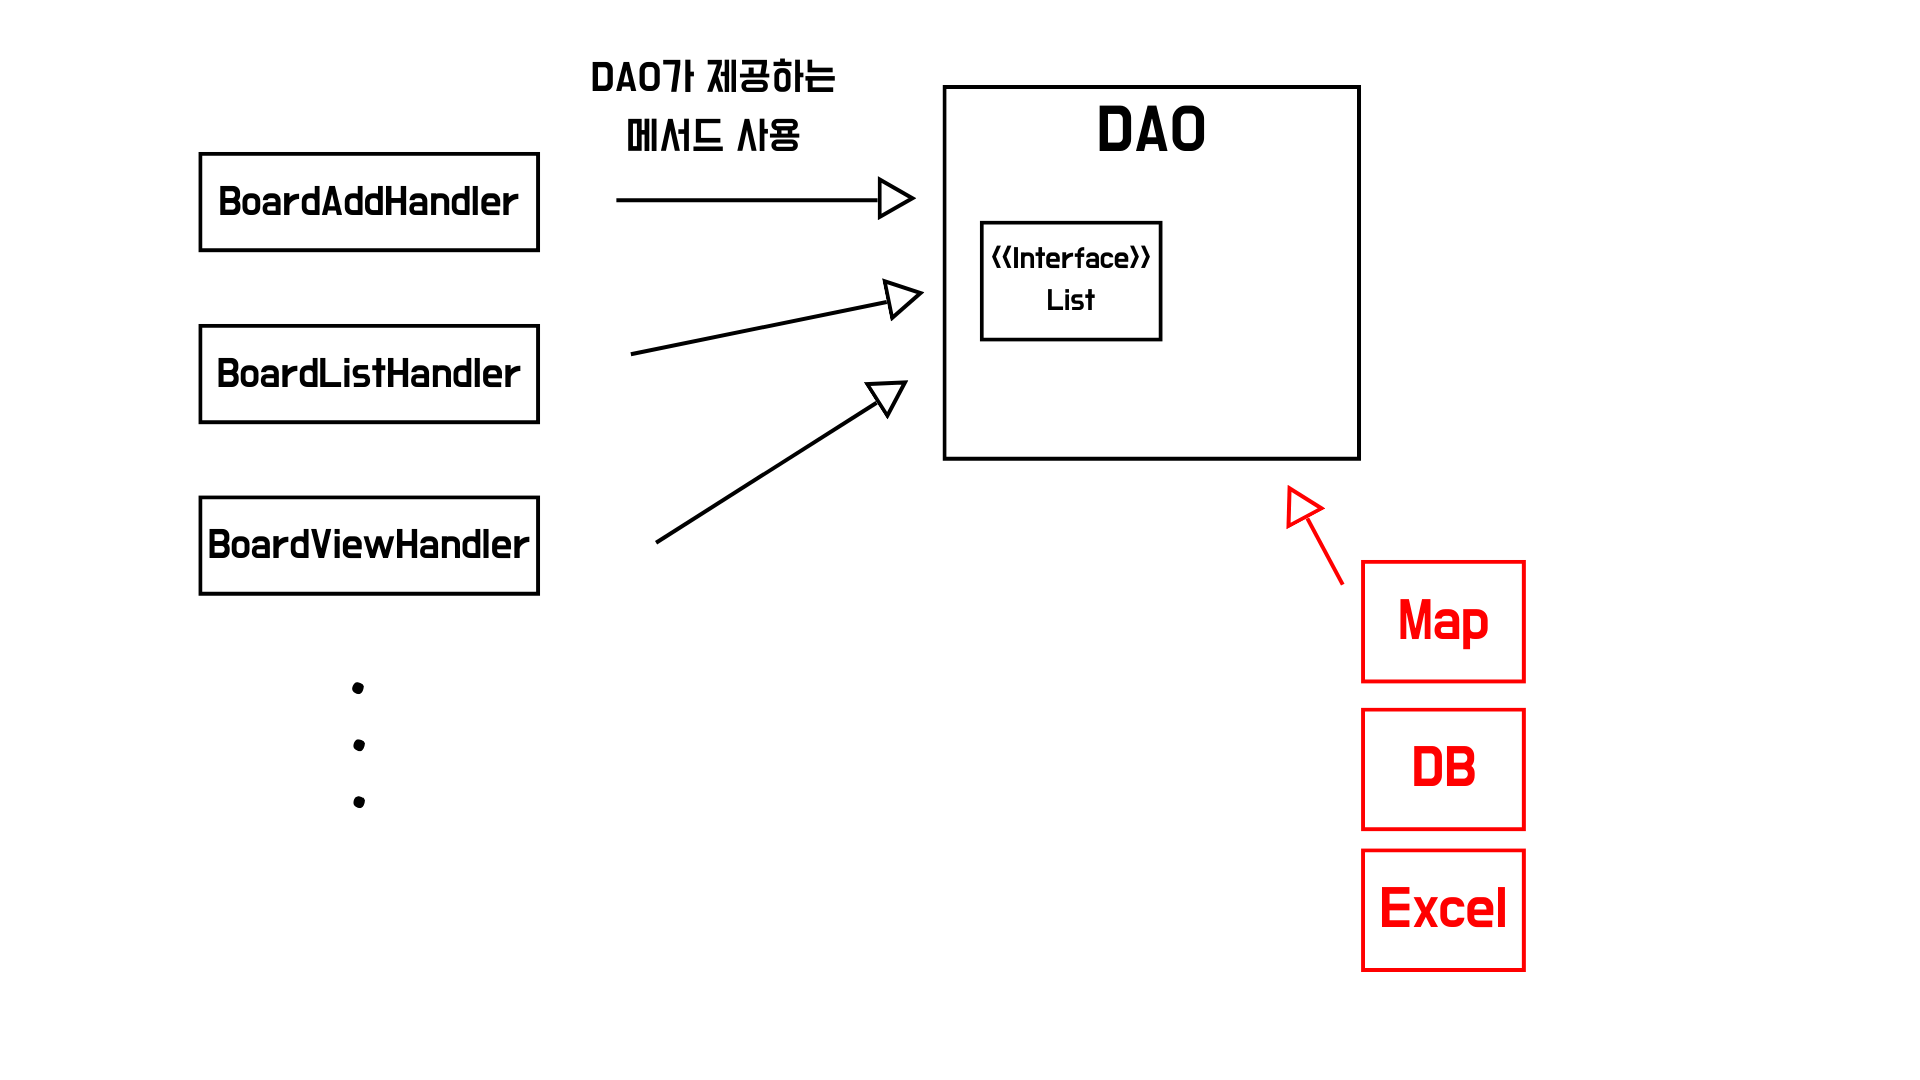 DAO가 제공하는
메서드 사용
BoardAddHandler
BoardListHandler
BoardViewHandler
DAO
<<Interface>>
List
Map
DB
Excel